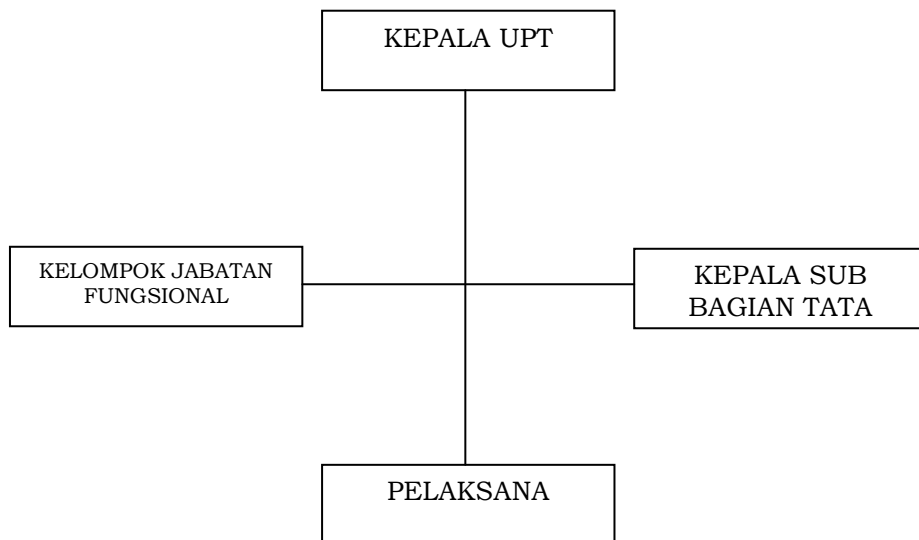 KEPALA UPT
KELOMPOK JABATAN
FUNGSIONAL
KEPALA SUB
BAGIAN TATA
PELAKSANA